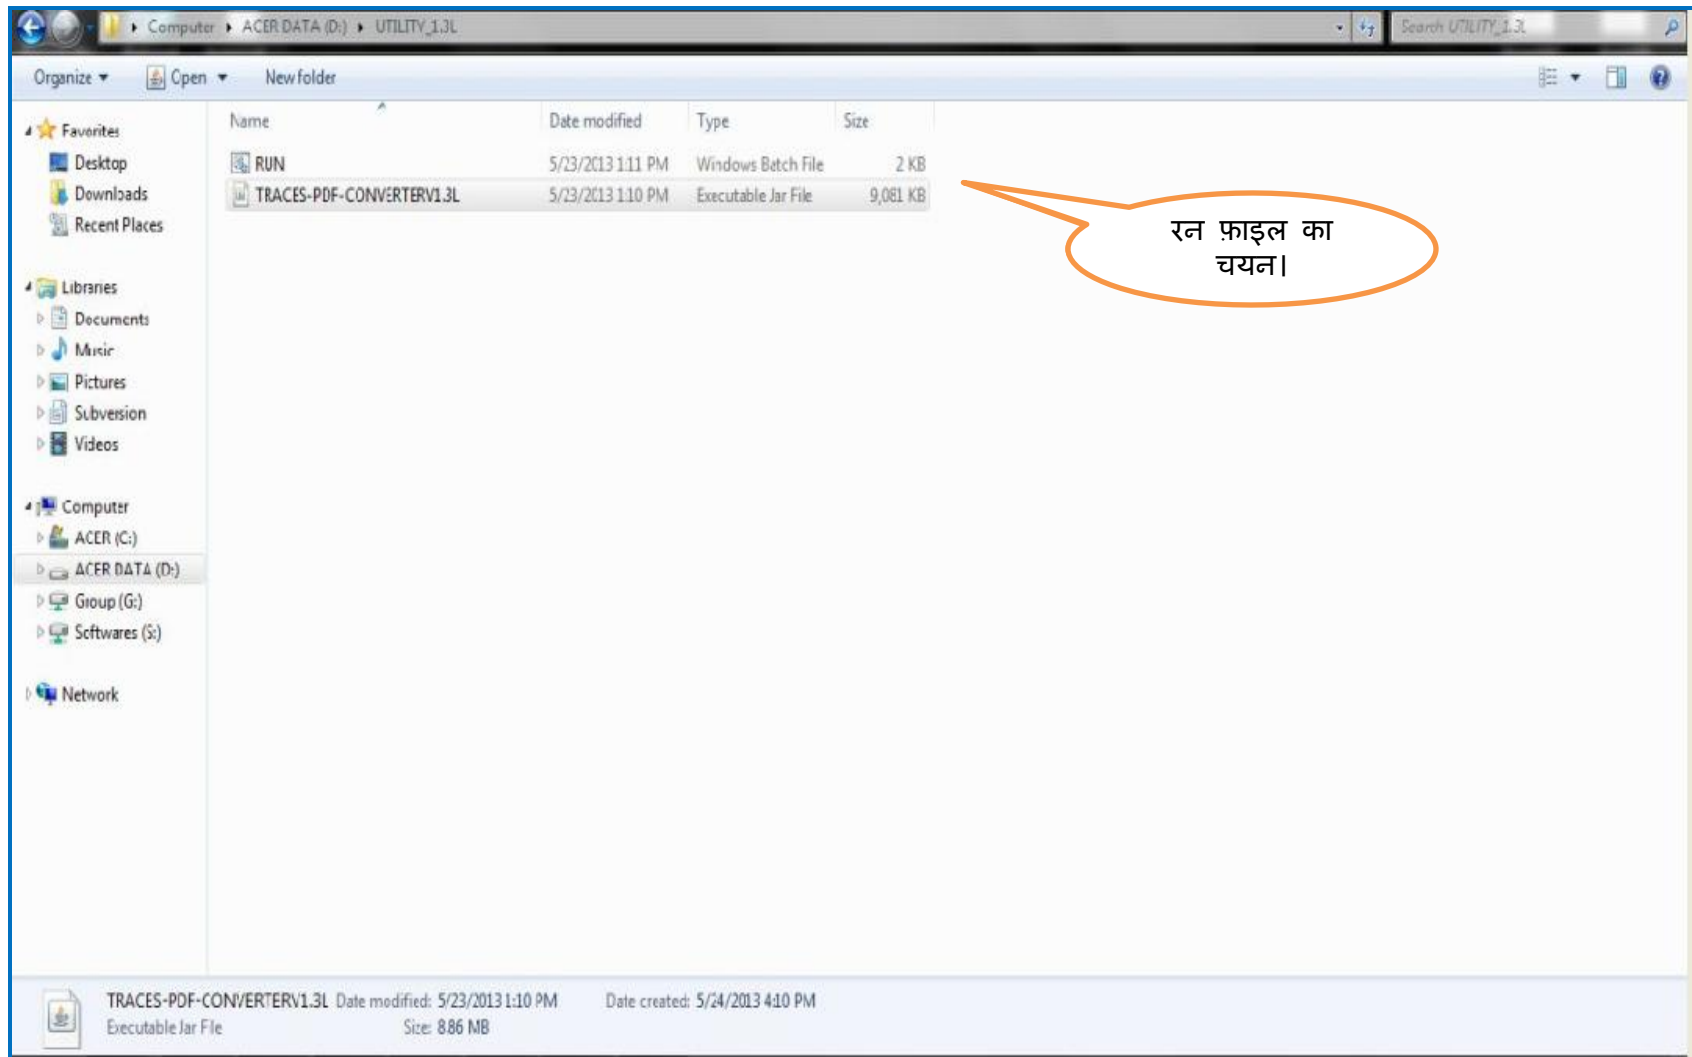 Computer ▸ ACER DATA (D:) ▸ UTILITY_1.3L
Search UTILITY_1.3L
Organize Open New folder
Name Date modified Type Size
RUN 5/23/2013 1:11 PM Windows Batch File 2 KB
TRACES-PDF-CONVERTERV1.3L 5/23/2013 1:10 PM Executable Jar File 9,081 KB
रन फ़ाइल का
चयन।
Favorites
Desktop
Downloads
Recent Places
Libraries
Documents
Music
Pictures
Subversion
Videos
Computer
ACER (C:)
ACER DATA (D:)
Group (G:)
Softwares (S:)
Network
TRACES-PDF-CONVERTERV1.3L Date modified: 5/23/2013 1:10 PM Date created: 5/24/2013 4:10 PM
Executable Jar File Size: 8.86 MB